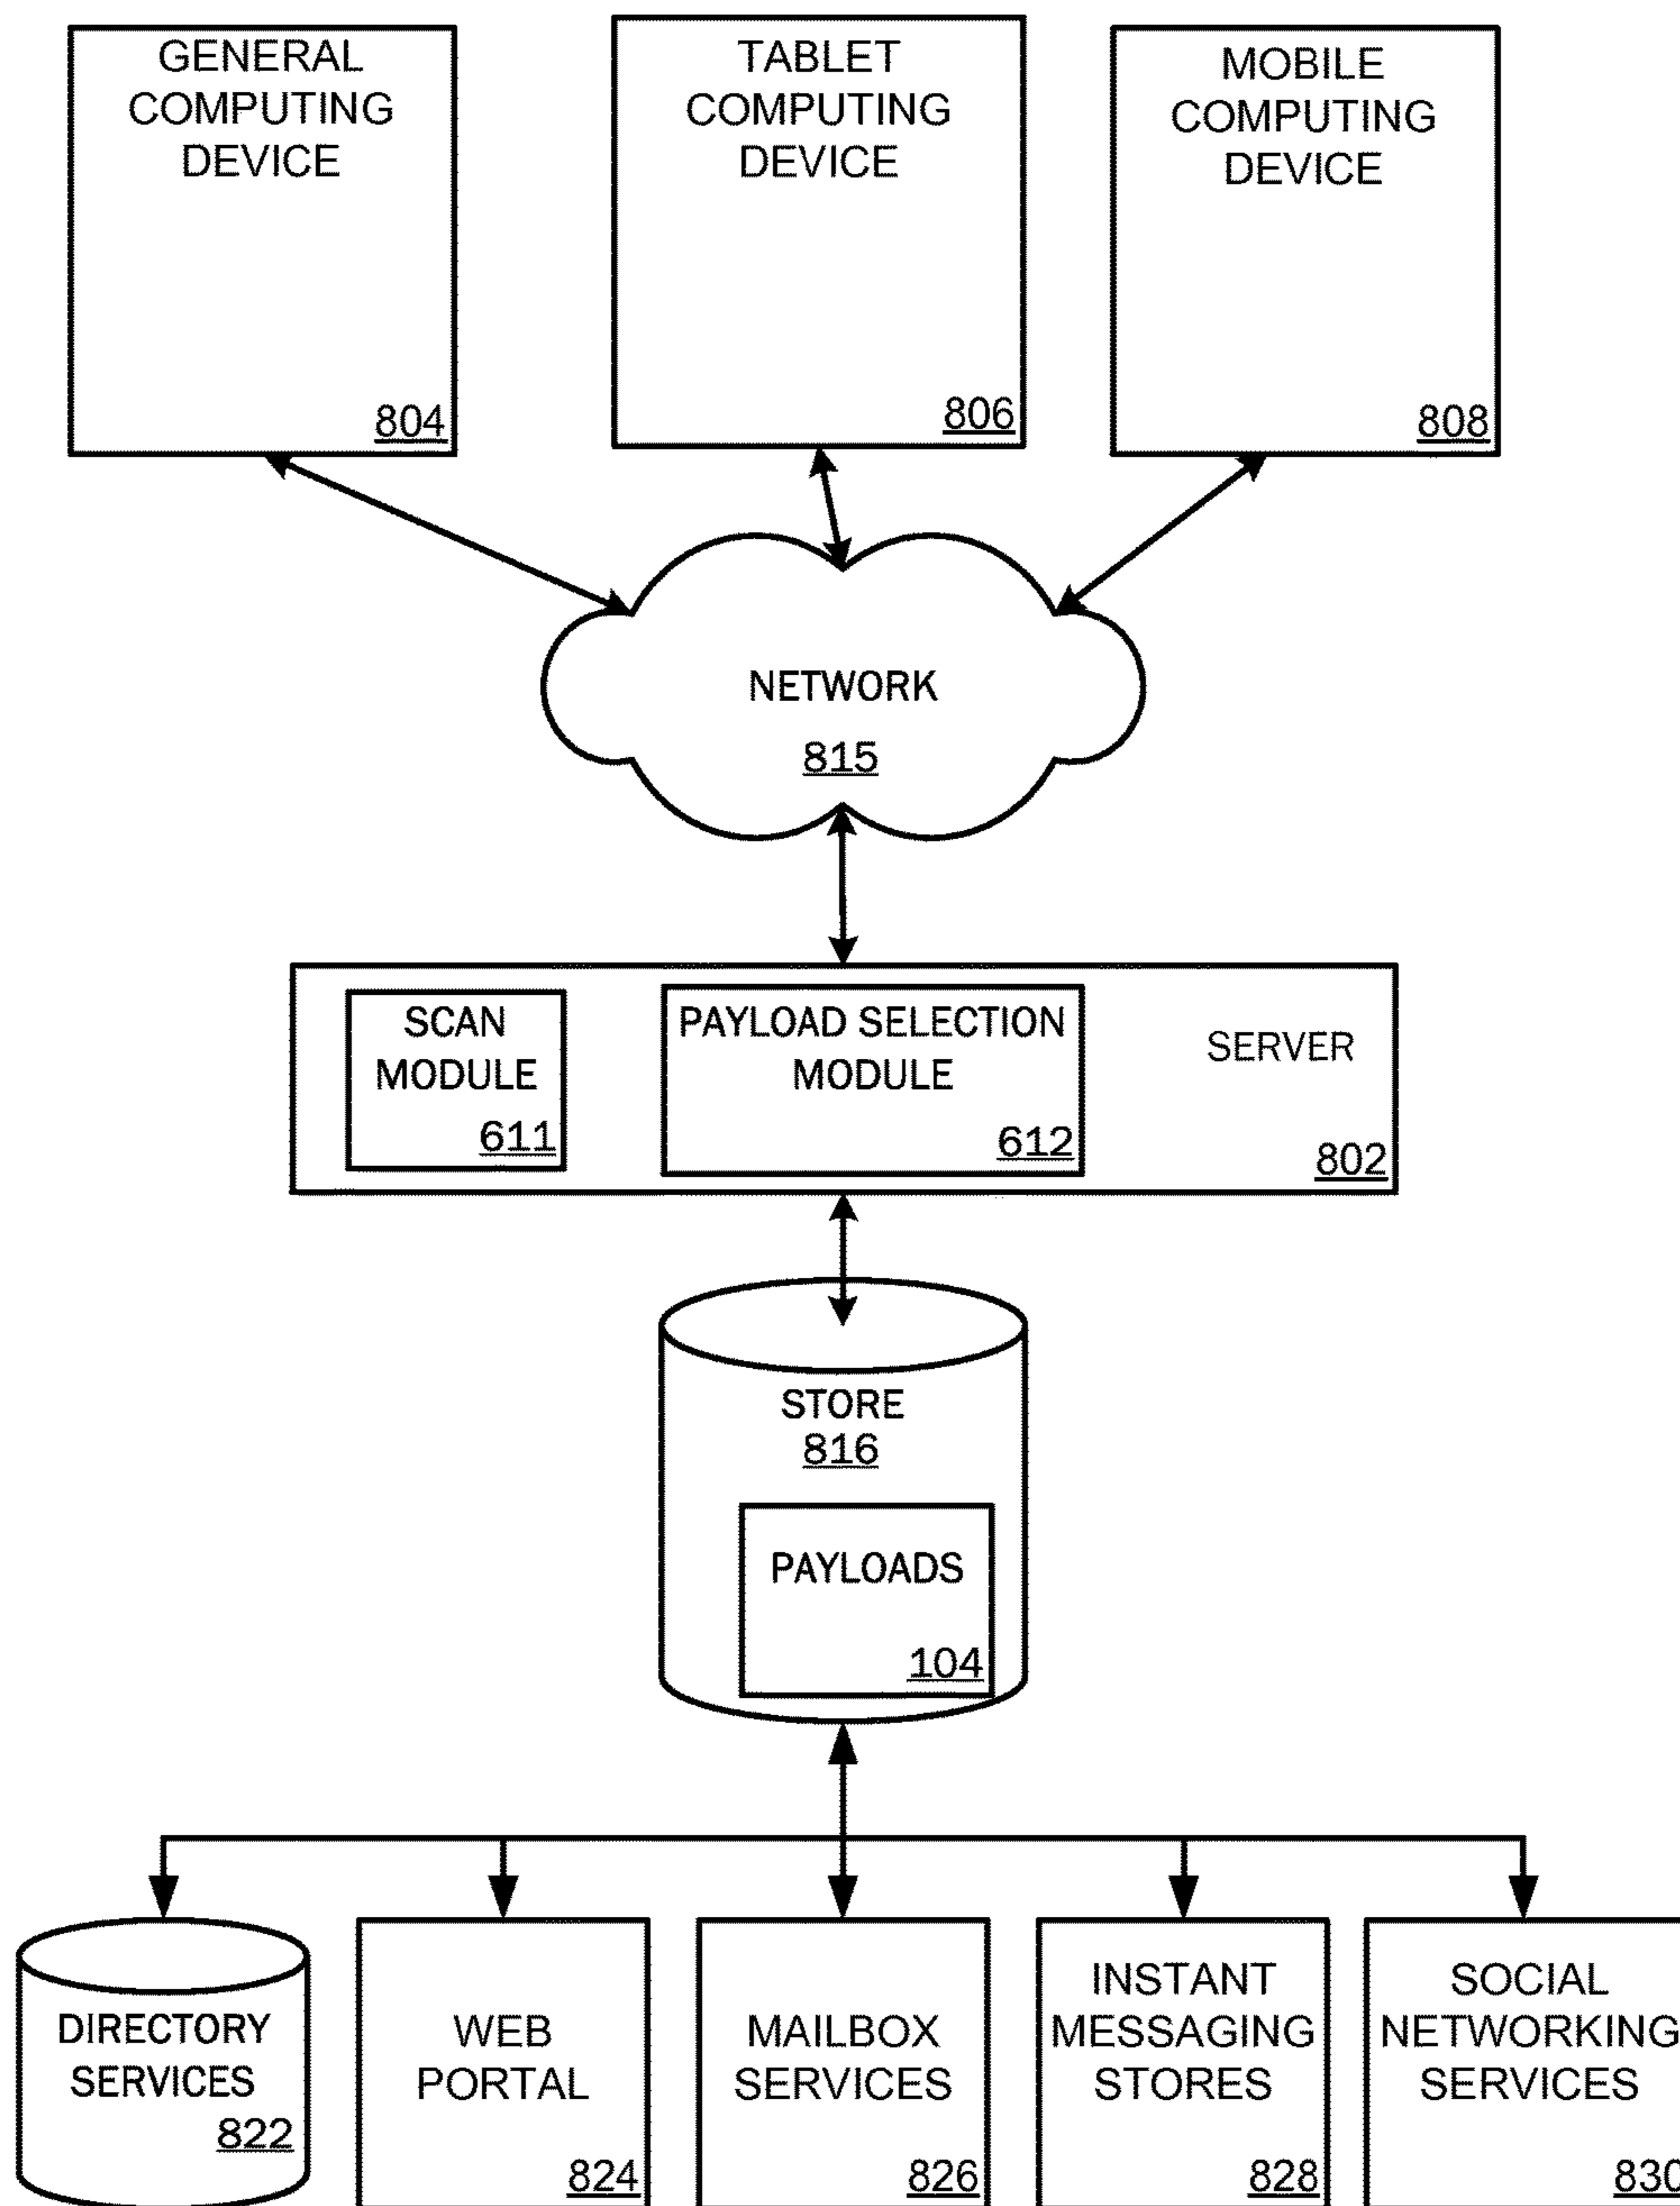 GENERAL
COMPUTING
DEVICE
804
TABLET
COMPUTING
DEVICE
806
MOBILE
COMPUTING
DEVICE
808
NETWORK
815
SCAN
MODULE
611
PAYLOAD SELECTION
MODULE
612
SERVER
802
STORE
816
PAYLOADS
104
DIRECTORY
SERVICES
822
WEB
PORTAL
824
MAILBOX
SERVICES
826
INSTANT
MESSAGING
STORES
828
SOCIAL
NETWORKING
SERVICES
830